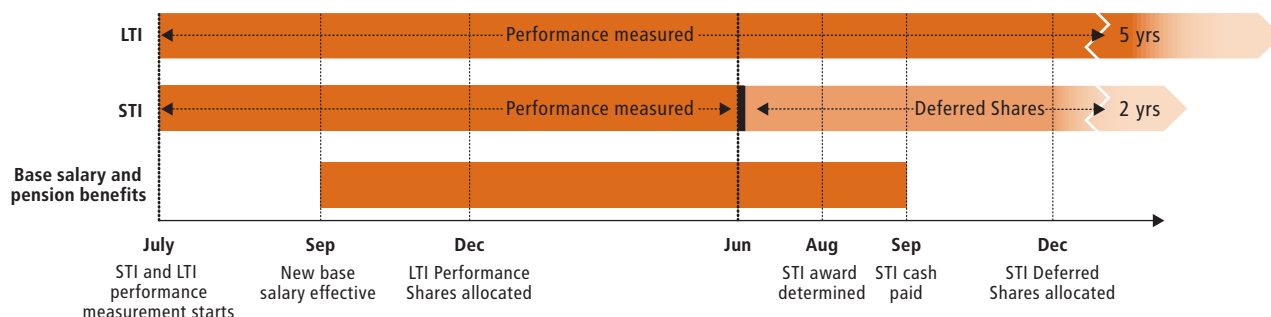 LTI
Performance measured
5 yrs
STI
Performance measured
Deferred Shares
2 yrs
Base salary and
pension benefits
July
STI and LTI
performance
measurement starts
Sep
New base
salary effective
Dec
LTI Performance
Shares allocated
Jun
Aug
STI award
determined
Sep
STI cash
paid
Dec
STI Deferred
Shares allocated